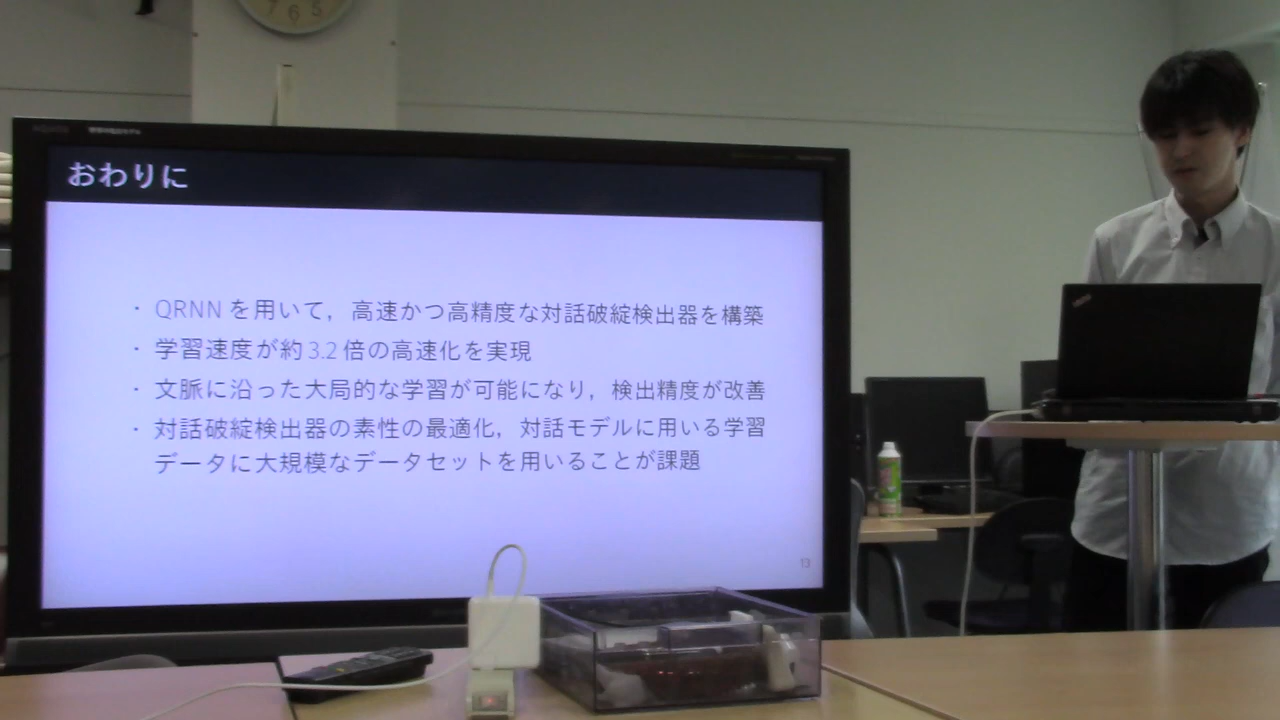 7 6 5
おわりに
・ QRNN を用いて，高速かつ高精度な対話破綻検出器を構築
・ 学習速度が約 3.2 倍の高速化を実現
・ 文脈に沿った大局的な学習が可能になり，検出精度が改善
・ 対話破綻検出器の素性の最適化，対話モデルに用いる学習
データに大規模なデータセットを用いることが課題
13